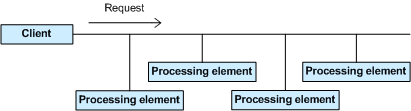 Request
Client
Processing element
Processing element
Processing element
Processing element